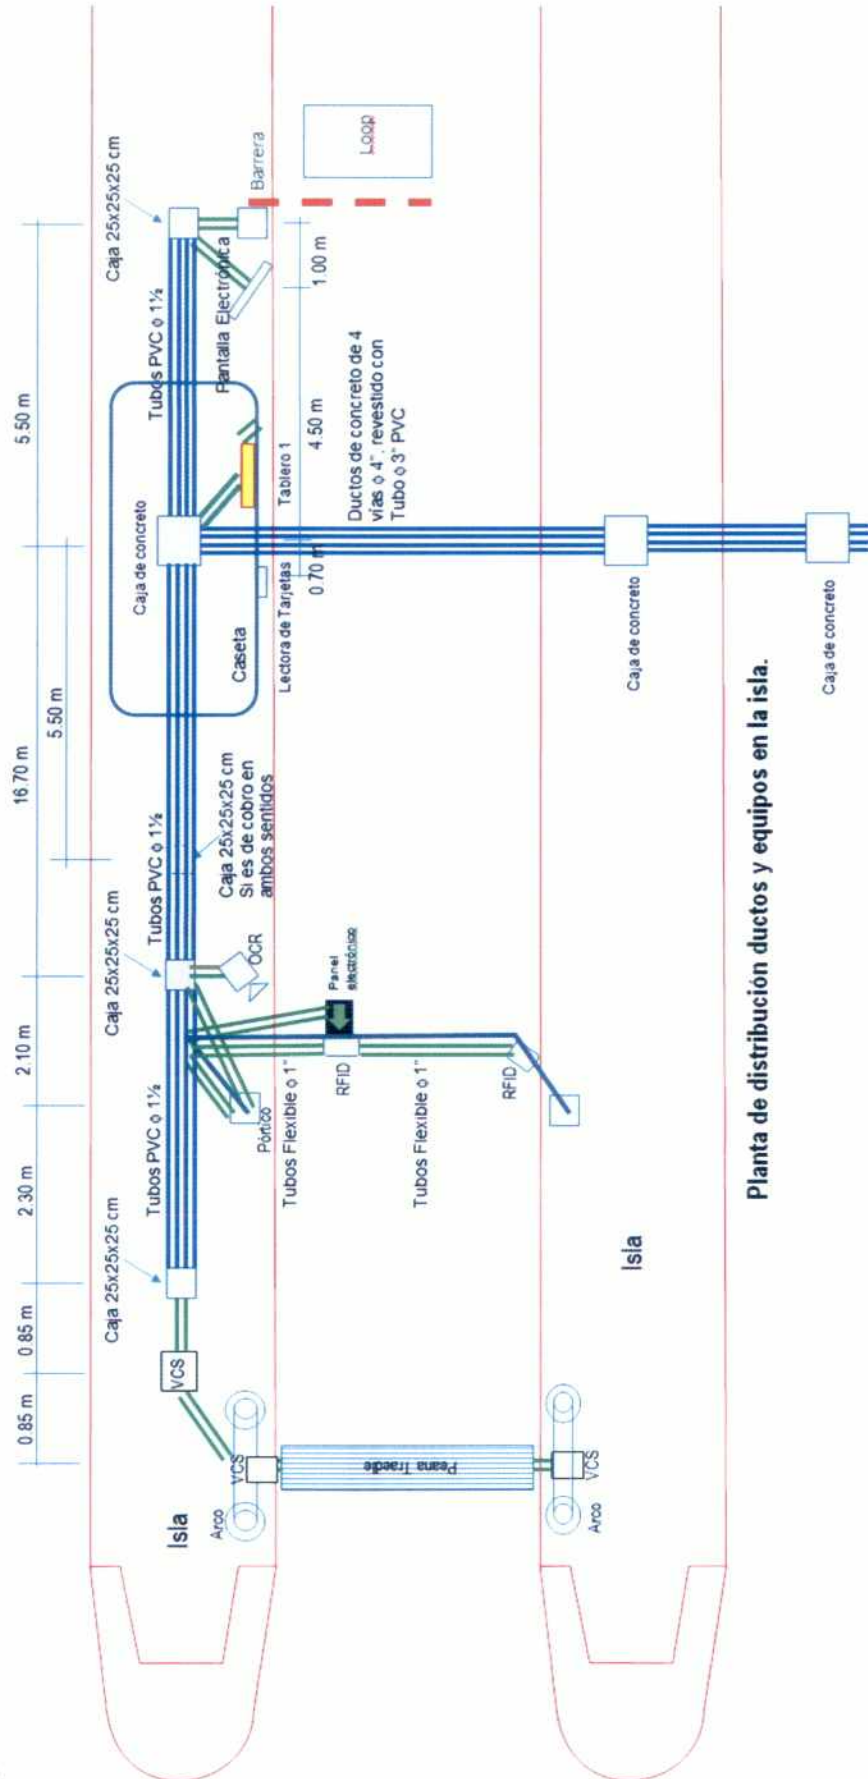 5.50 m
16.70 m
5.50 m
2.10 m
2.30 m
0.85 m
0.85 m
Caja 25x25x25 cm
Tubos PVC ɸ 1½
Pantalla Electrónica
Barrera
Loop
1.00 m
4.50 m
0.70 m
Caja de concreto
Tablero 1
Ductos de concreto de 4
vías ɸ 4", revestido con
Tubo ɸ 3" PVC
Lectora de Tarjetas
Caseta
Caja de concreto
Caja de concreto
Tubos PVC ɸ 1½
Caja 25x25x25 cm
Si es de cobro en
ambos sentidos
Caja 25x25x25 cm
OCR
Panel
electrónico
RFID
RFID
Pórtico
Tubos Flexible ɸ 1"
Tubos Flexible ɸ 1"
Tubos PVC ɸ 1½
Caja 25x25x25 cm
VCS
VCS
Peana Traedle
VCS
Arco
Arco
Isla
Isla
Planta de distribución ductos y equipos en la isla.